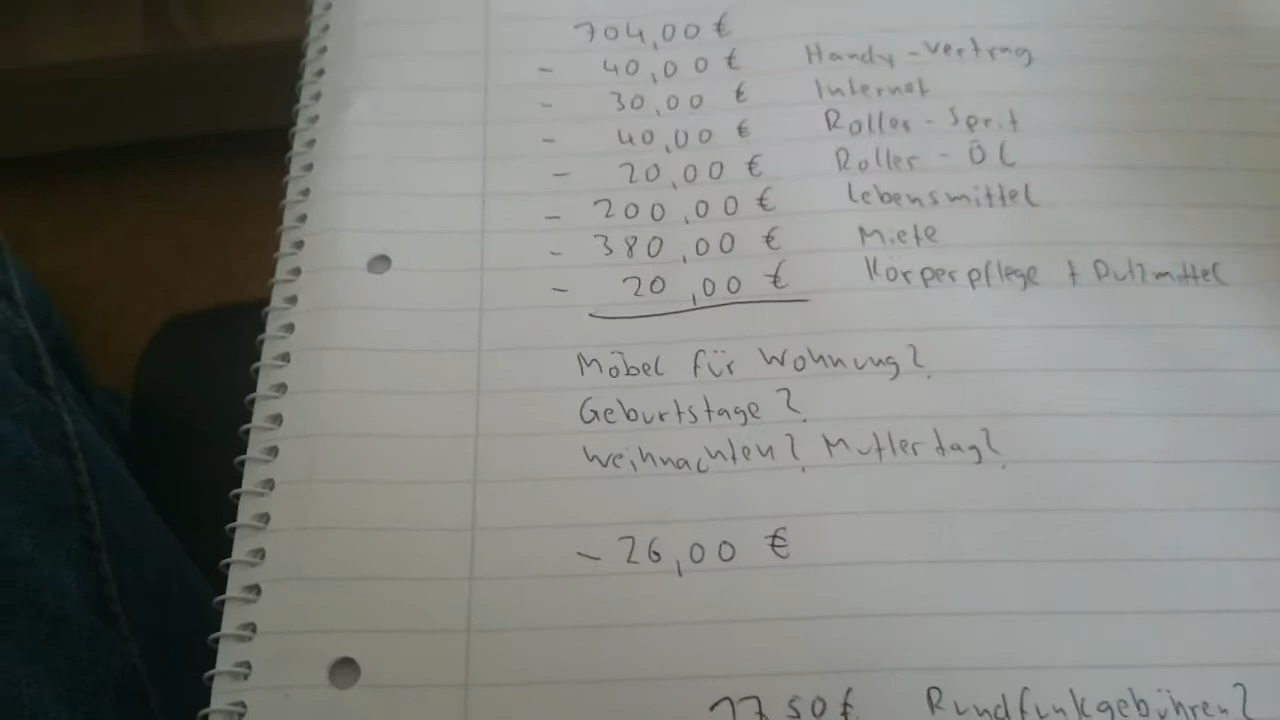 704,00 €
- 40,00 € Handy-Vertrag
- 30,00 € Internet
- 40,00 € Roller-Sprit
- 20,00 € Roller-ÖL
- 200,00 € Lebensmittel
- 380,00 € Miete
- 20,00 € Körperpflege + Putzmittel
Möbel für Wohnung?
Geburtstage?
Weihnachten? Muttertag?
- 26,00 €
17,50 € Rundfunkgebühren?